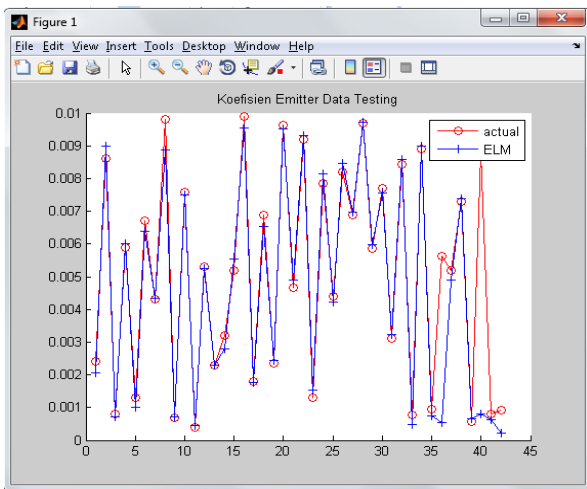 Figure 1
File Edit View Insert Tools Desktop Window Help
Koefisien Emitter Data Testing
actual
ELM
0.01
0.009
0.008
0.007
0.006
0.005
0.004
0.003
0.002
0.001
0
0 5 10 15 20 25 30 35 40 45